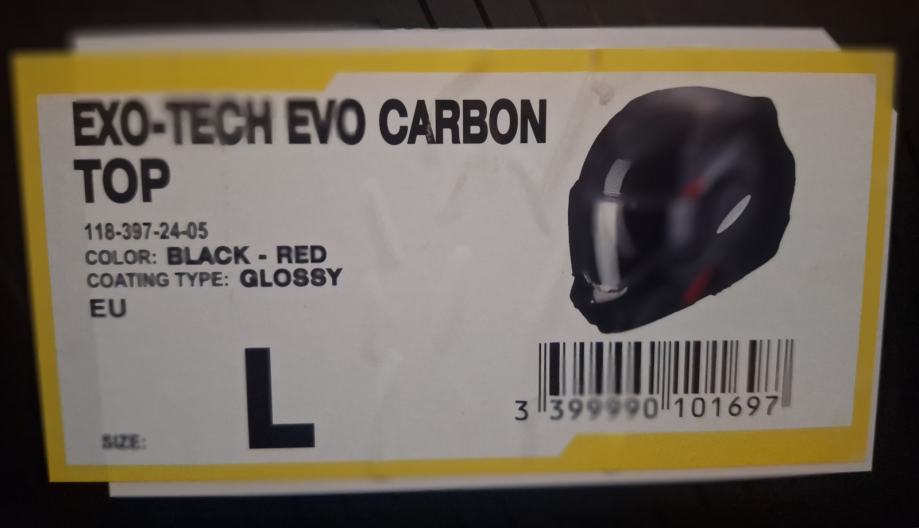 EXO-TECH EVO CARBON
TOP
118-397-24-05
COLOR: BLACK - RED
COATING TYPE: GLOSSY
EU
SIZE: L
3 399990 101697